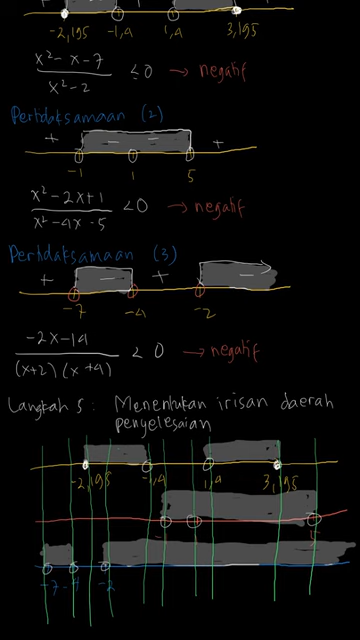 -2,195 -1,4 1,4 3,195
x² - x - 7 / x² - 2 ≤ 0 → negatif
Pertidaksamaan (2)
+ - - +
-1 1 5
x² - 2x + 1 / x² - 4x - 5 < 0 → negatif
Pertidaksamaan (3)
+ - + -
-7 -4 -2
-2x - 14 / (x+2) (x+4) < 0 → negatif
Langkah 5 : Menentukan irisan daerah
penyelesaian
-2,195 -1,4 1,4 3,195
-7 -4 -2